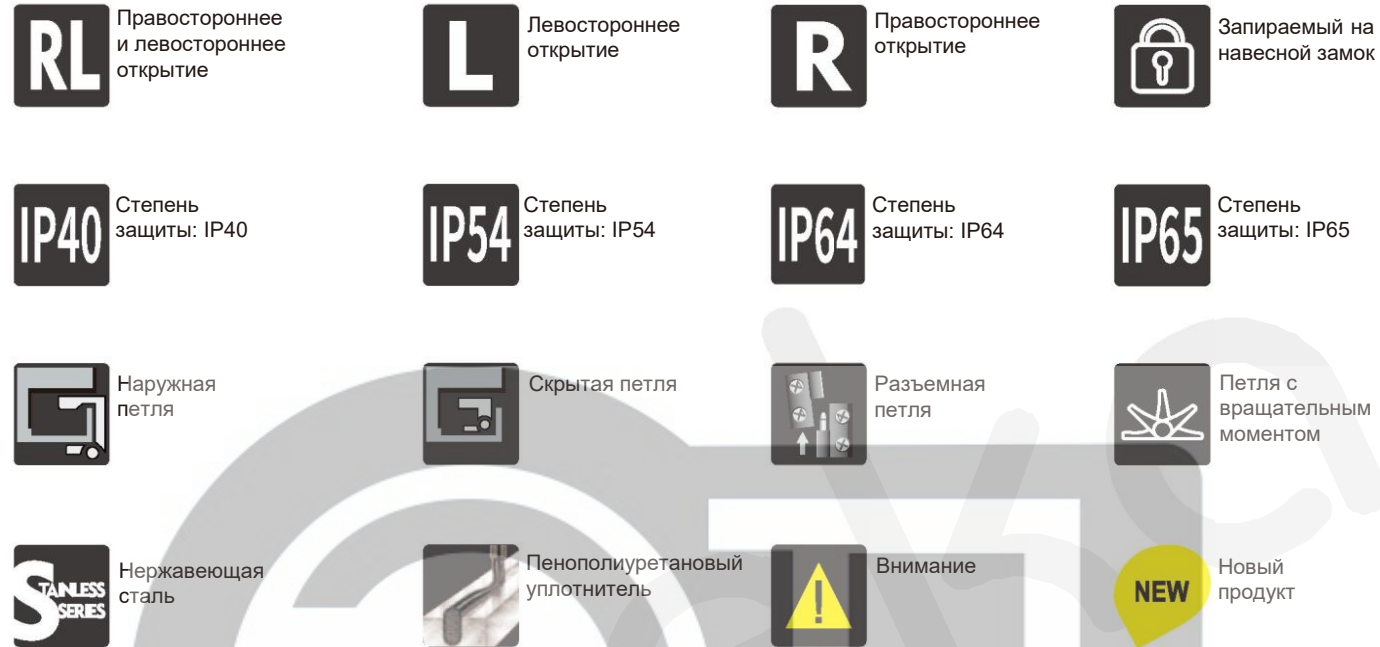 RL
Правостороннее
и левостороннее
открытие
L
Левостороннее
открытие
R
Правостороннее
открытие
Запираемый на
навесной замок
IP40
Степень
защиты: IP40
IP54
Степень
защиты: IP54
IP64
Степень
защиты: IP64
IP65
Степень
защиты: IP65
Наружная
петля
Скрытая петля
Разъемная
петля
Петля с
вращательным
моментом
STAINLESS
SERIES
Нержавеющая
сталь
Пенополиуретановый
уплотнитель
!
Внимание
NEW
Новый
продукт